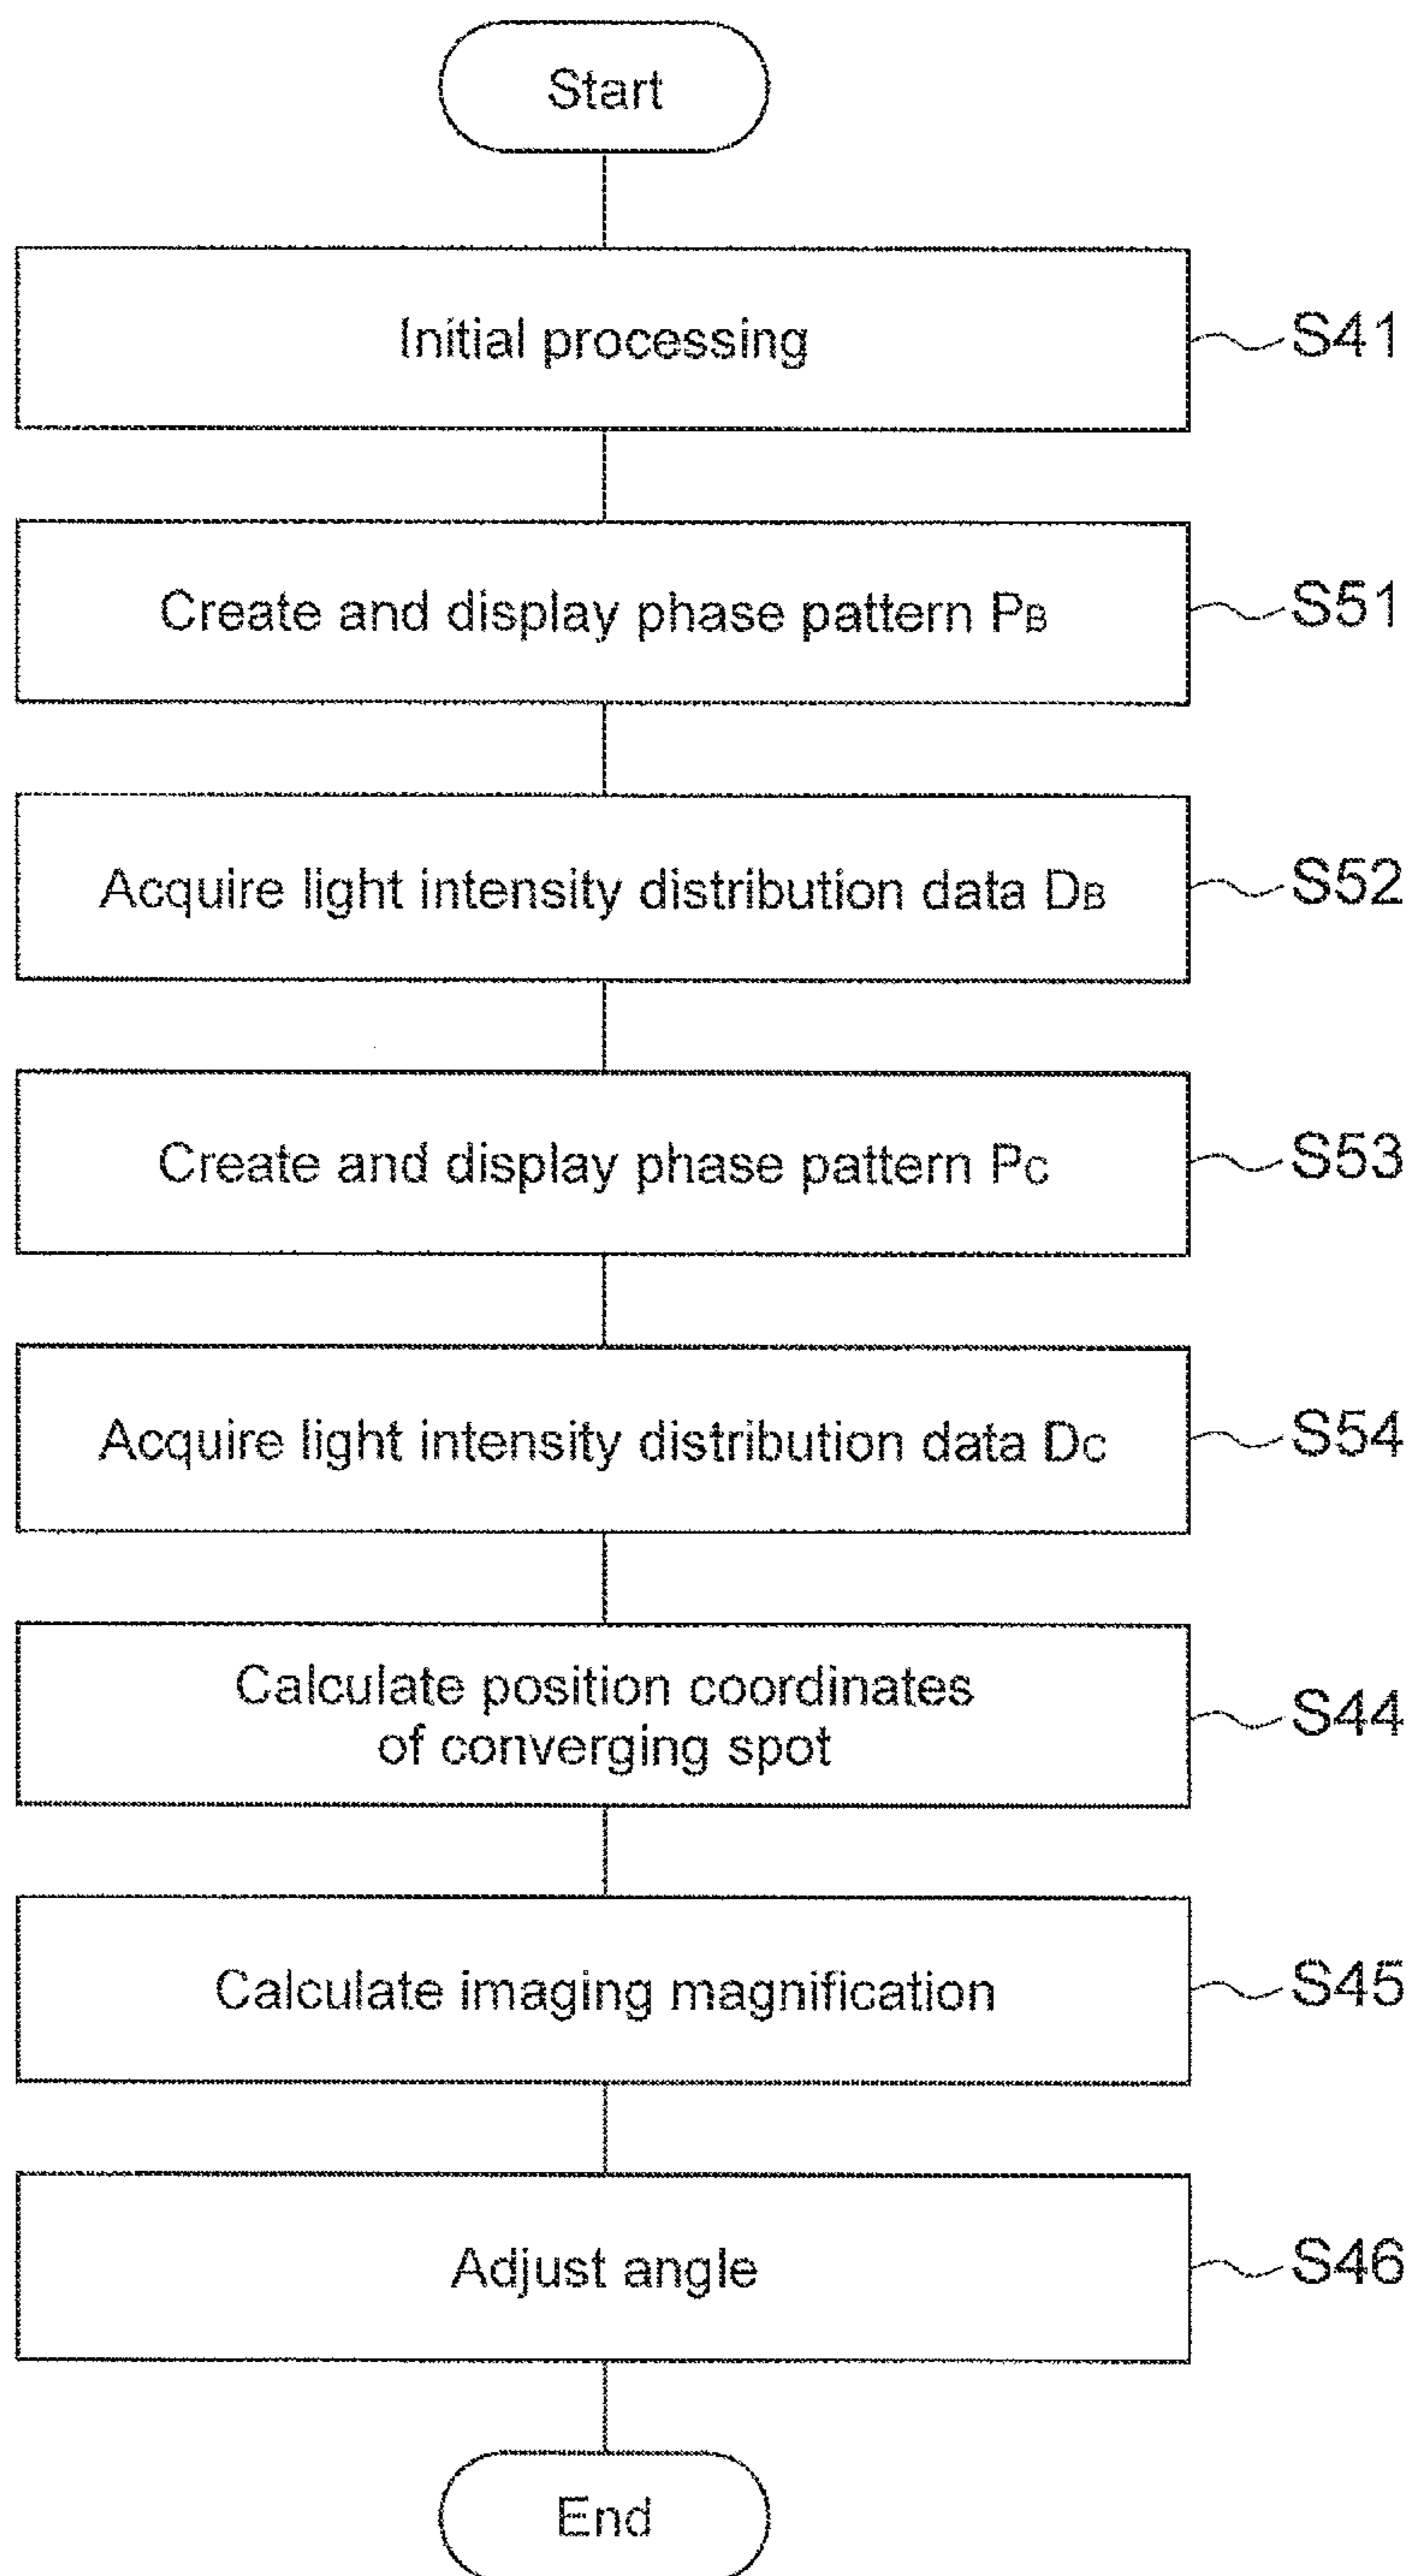 Start
Initial processing
S41
Create and display phase pattern PB
S51
Acquire light intensity distribution data DB
S52
Create and display phase pattern PC
S53
Acquire light intensity distribution data DC
S54
Calculate position coordinates
of converging spot
S44
Calculate imaging magnification
S45
Adjust angle
S46
End